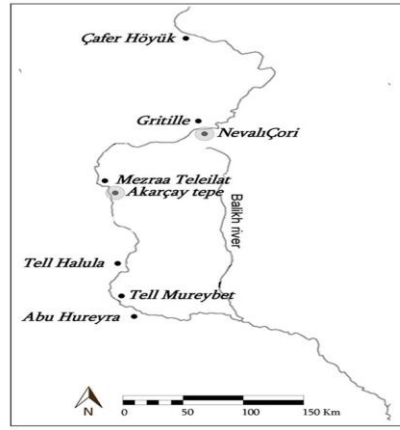 Çafer Höyük
Gritille
NevalıÇori
Mezraa Teleilat
Akarçay tepe
Balikh river
Tell Halula
Tell Mureybet
Abu Hureyra
N
0 50 100 150 Km